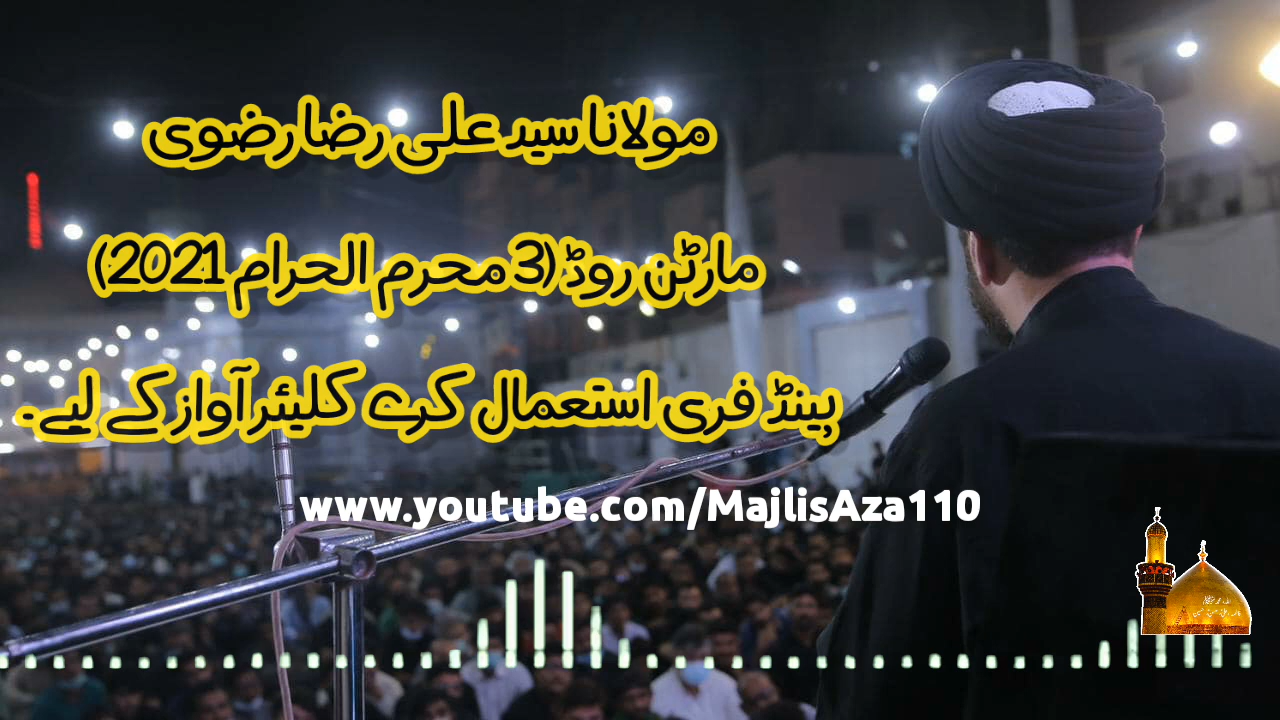 مولانا سید علی رضا رضوی
مارٹن روڈ (3 محرم الحرام 2021)
ہینڈ فری استعمال کرے کلیئر آواز کے لیے۔
www.youtube.com/MajlisAza110